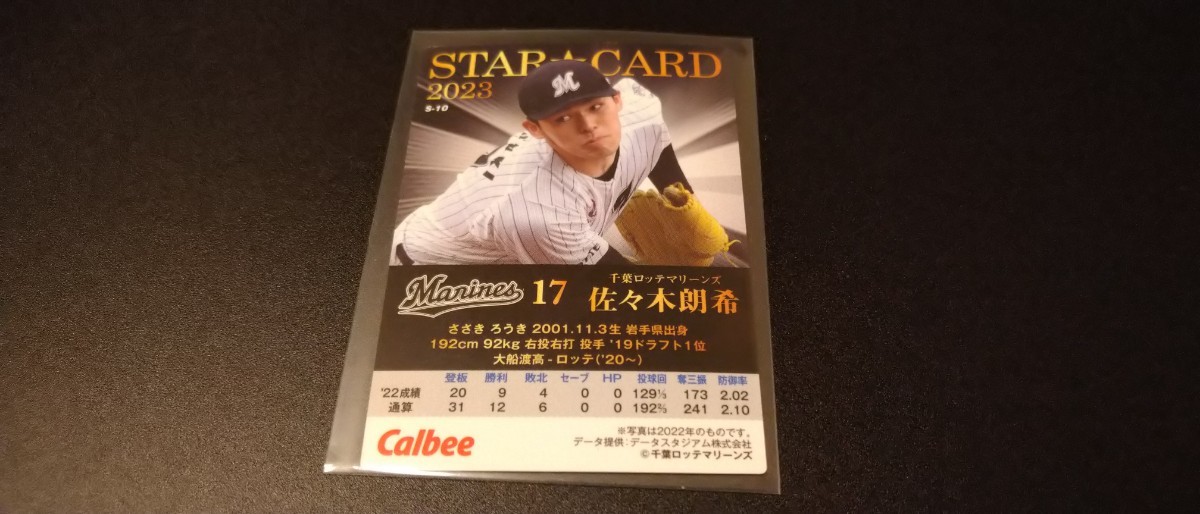 STAR☆CARD
2023
S-10
M
Marines 17 千葉ロッテマリーンズ
佐々木朗希
ささき ろうき 2001.11.3生 岩手県出身
192cm 92kg 右投右打 投手 '19ドラフト1位
大船渡高 - ロッテ('20〜)
登板 勝利 敗北 セーブ HP 投球回 奪三振 防御率
'22成績 20 9 4 0 0 129⅓ 173 2.02
通算 31 12 6 0 0 192⅔ 241 2.10
Calbee
※写真は2022年のものです。
データ提供:データスタジアム株式会社
©千葉ロッテマリーンズ